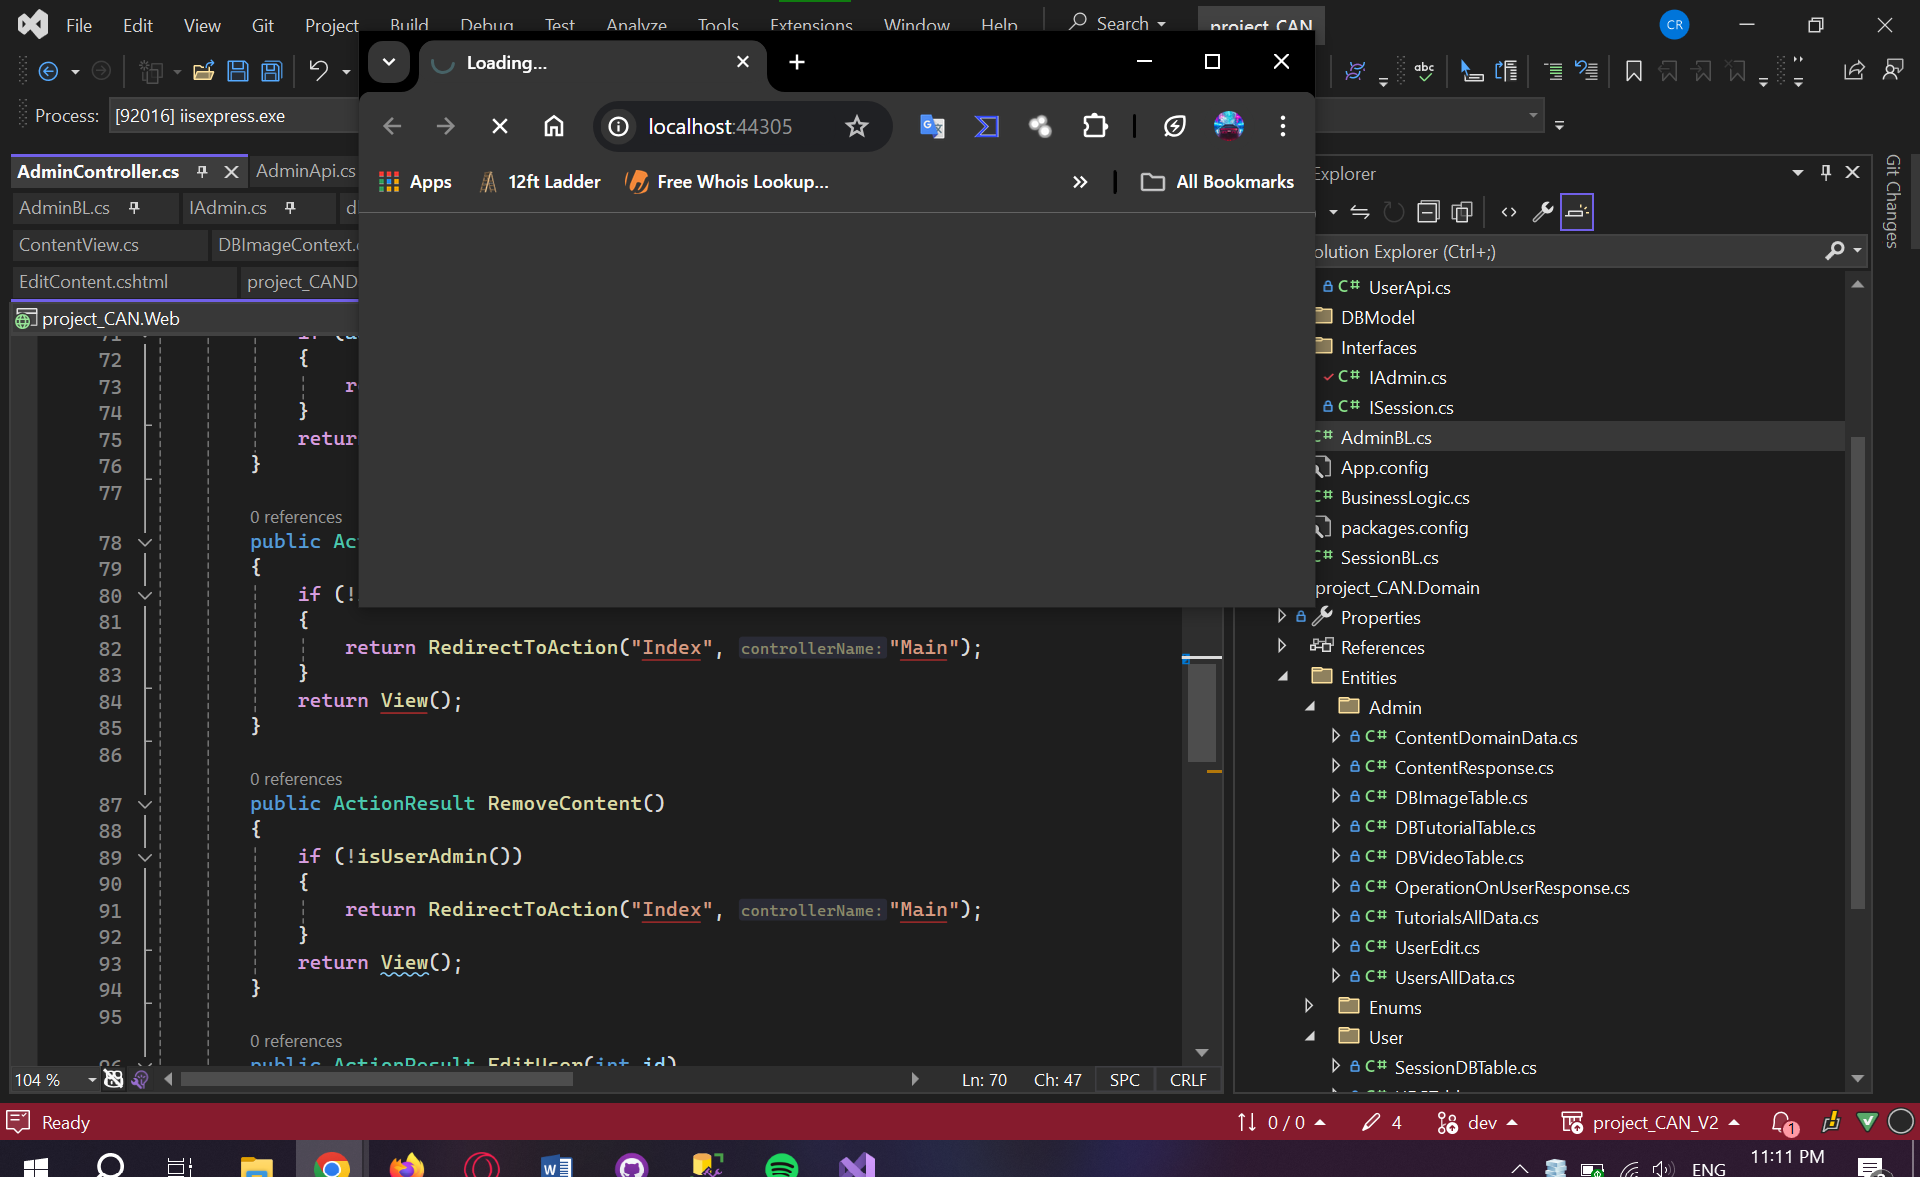 File Edit View Git Project Build Debug Test Analyze Tools Extensions Window Help Search project_CAN CR
Process: [92016] iisexpress.exe
Loading...
localhost:44305
Apps 12ft Ladder Free Whois Lookup... All Bookmarks
AdminController.cs AdminApi.cs
AdminBL.cs IAdmin.cs
ContentView.cs DBImageContext.
EditContent.cshtml project_CAND
project_CAN.Web
72 {
73
74 }
75 retur
76 }
77
0 references
78 public Ac
79 {
80 if (!
81 {
82 return RedirectToAction("Index", controllerName: "Main");
83 }
84 return View();
85 }
86
0 references
87 public ActionResult RemoveContent()
88 {
89 if (!isUserAdmin())
90 {
91 return RedirectToAction("Index", controllerName: "Main");
92 }
93 return View();
94 }
95
0 references
public ActionResult EditUser(int id)
104 % Ln: 70 Ch: 47 SPC CRLF
Explorer
olution Explorer (Ctrl+;)
C# UserApi.cs
DBModel
Interfaces
C# IAdmin.cs
C# ISession.cs
AdminBL.cs
App.config
BusinessLogic.cs
packages.config
SessionBL.cs
project_CAN.Domain
Properties
References
Entities
Admin
C# ContentDomainData.cs
C# ContentResponse.cs
C# DBImageTable.cs
C# DBTutorialTable.cs
C# DBVideoTable.cs
C# OperationOnUserResponse.cs
C# TutorialsAllData.cs
C# UserEdit.cs
C# UsersAllData.cs
Enums
User
C# SessionDBTable.cs
Git Changes
Ready 0 / 0 4 dev project_CAN_V2 1
ENG 11:11 PM